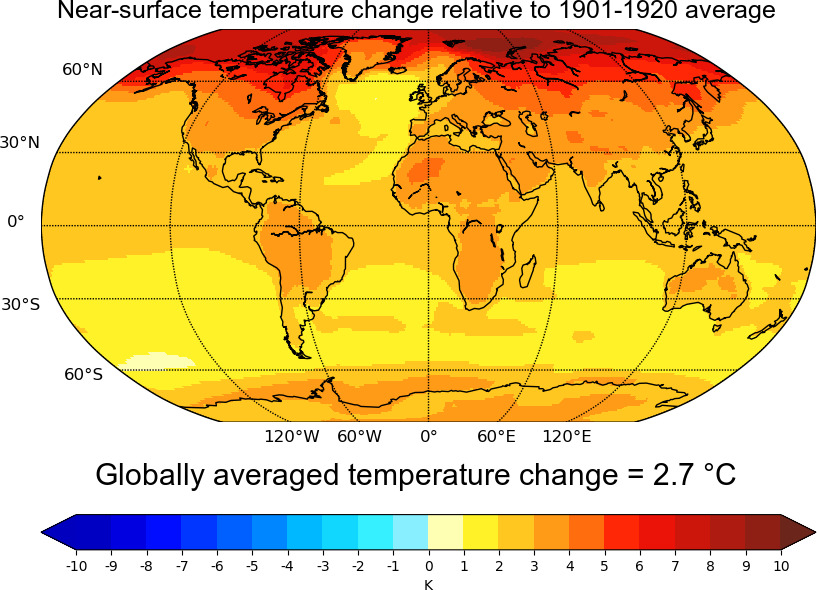 Near-surface temperature change relative to 1901-1920 average
60°N
30°N
0°
30°S
60°S
120°W 60°W 0° 60°E 120°E
Globally averaged temperature change = 2.7 °C
-10 -9 -8 -7 -6 -5 -4 -3 -2 -1 0 1 2 3 4 5 6 7 8 9 10
K